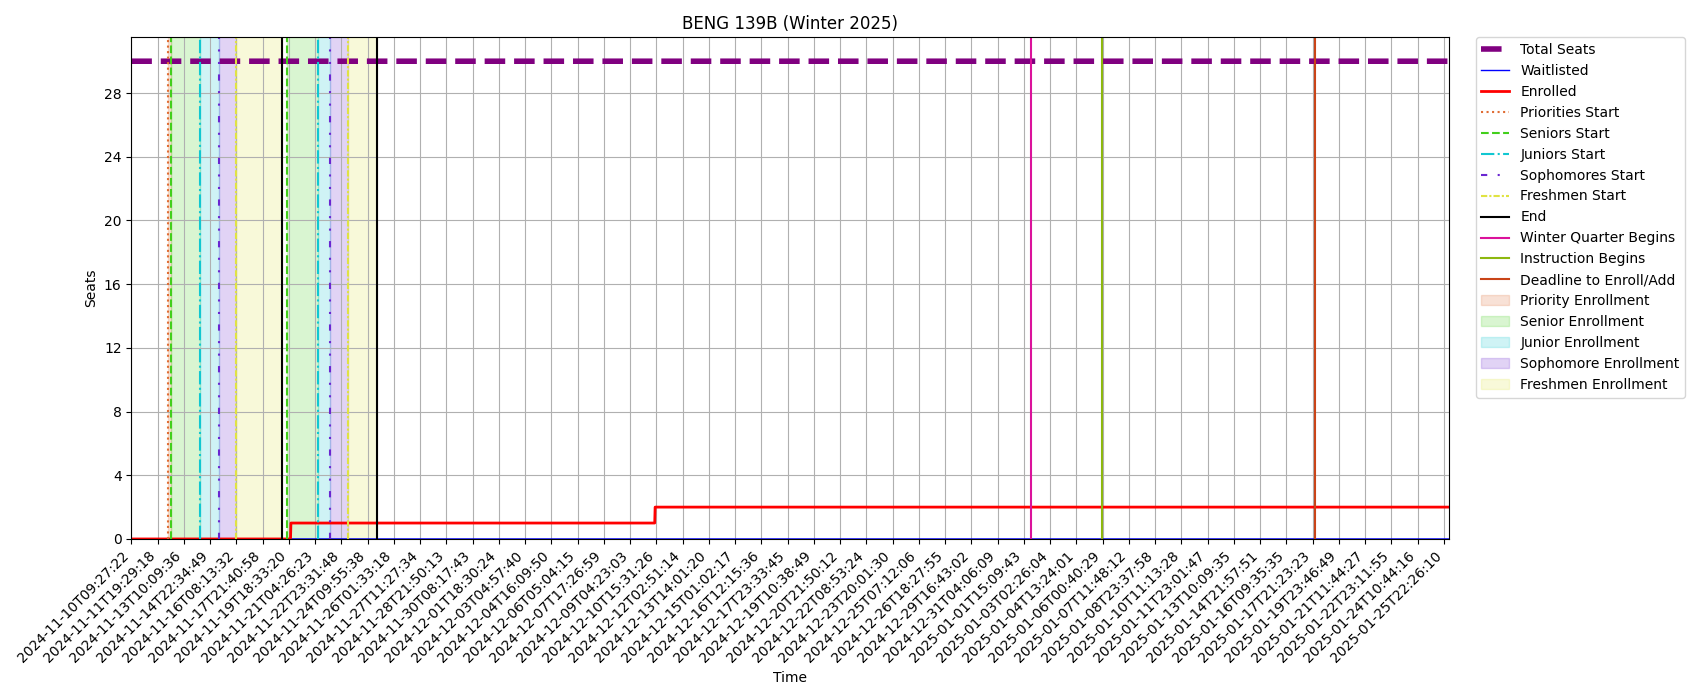 BENG 139B (Winter 2025)
Total Seats
Waitlisted
Enrolled
Priorities Start
Seniors Start
Juniors Start
Sophomores Start
Freshmen Start
End
Winter Quarter Begins
Instruction Begins
Deadline to Enroll/Add
Priority Enrollment
Senior Enrollment
Junior Enrollment
Sophomore Enrollment
Freshmen Enrollment
Seats
28
24
20
16
12
8
4
0
2024-11-10T09:27:22
2024-11-11T19:29:18
2024-11-13T10:09:36
2024-11-14T22:34:49
2024-11-16T08:13:32
2024-11-17T21:40:58
2024-11-19T18:33:20
2024-11-21T04:26:23
2024-11-22T23:31:48
2024-11-24T09:55:38
2024-11-26T01:33:18
2024-11-27T11:27:34
2024-11-28T21:50:13
2024-11-30T08:17:43
2024-12-01T18:30:24
2024-12-03T04:57:40
2024-12-04T16:09:50
2024-12-06T05:04:15
2024-12-07T17:26:59
2024-12-09T04:23:03
2024-12-10T15:31:26
2024-12-12T02:51:14
2024-12-13T14:01:20
2024-12-15T01:02:17
2024-12-16T12:15:36
2024-12-17T23:33:45
2024-12-19T10:38:49
2024-12-20T21:50:12
2024-12-22T08:53:24
2024-12-23T20:01:30
2024-12-25T07:12:06
2024-12-26T18:27:55
2024-12-29T16:43:02
2024-12-31T04:06:09
2025-01-01T15:09:43
2025-01-03T02:26:04
2025-01-04T13:24:01
2025-01-06T00:40:29
2025-01-07T11:48:12
2025-01-08T23:37:58
2025-01-10T11:13:28
2025-01-11T23:01:47
2025-01-13T10:09:35
2025-01-14T21:57:51
2025-01-16T09:35:35
2025-01-17T21:23:23
2025-01-19T23:46:49
2025-01-21T11:44:27
2025-01-22T23:11:55
2025-01-24T10:44:16
2025-01-25T22:26:10
Time